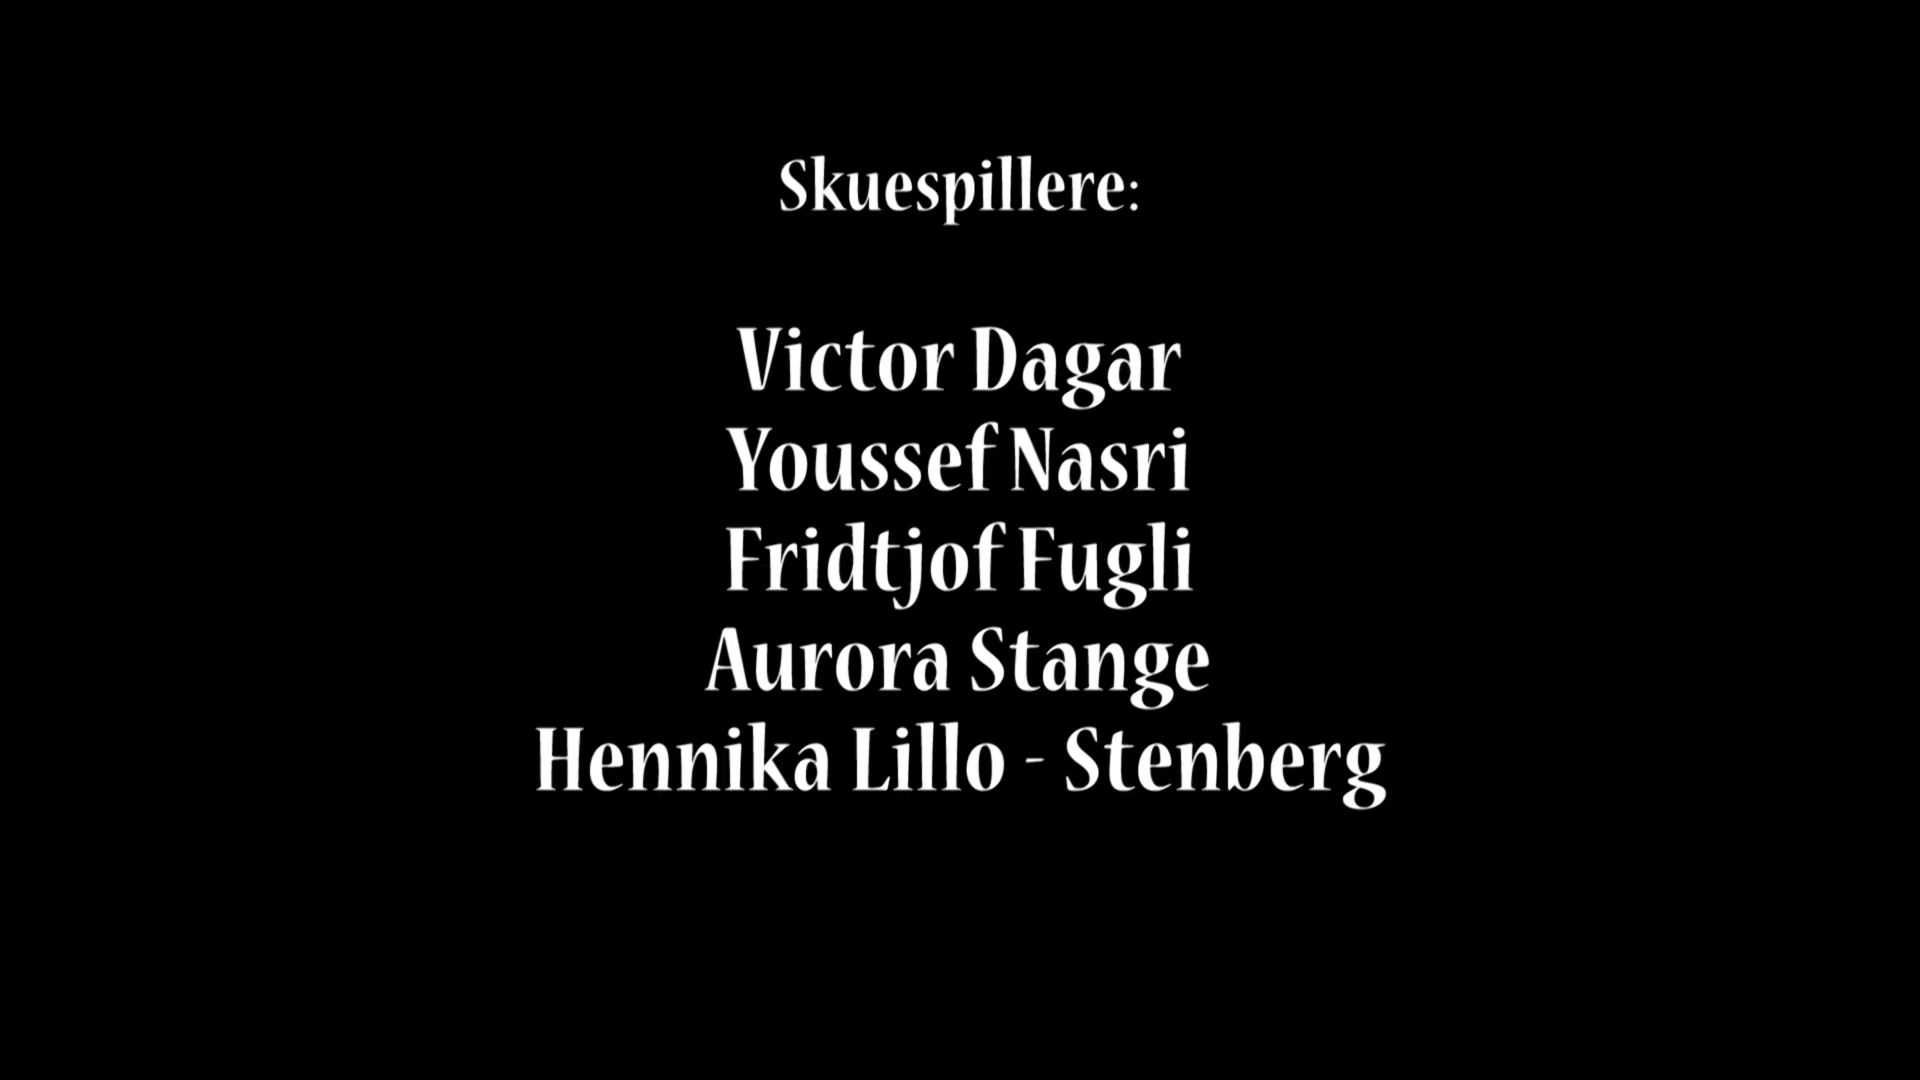 Skuespillere:
Victor Dagar
Youssef Nasri
Fridtjof Fugli
Aurora Stange
Hennika Lillo - Stenberg